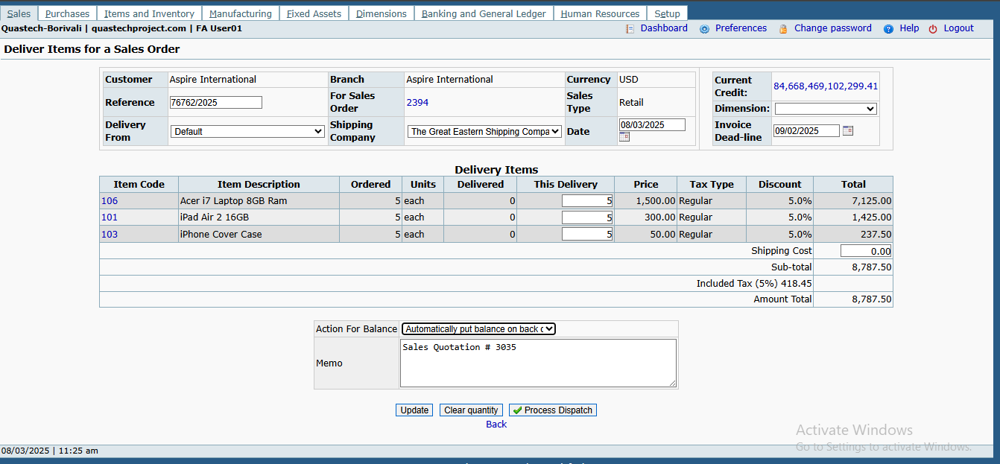 Sales Purchases Items and Inventory Manufacturing Fixed Assets Dimensions Banking and General Ledger Human Resources Setup
Quastech-Borivali | quastechproject.com | FA User01 Dashboard Preferences Change password Help Logout
Deliver Items for a Sales Order
Customer Aspire International Branch Aspire International Currency USD
Reference 76762/2025 For Sales Order 2394 Sales Type Retail
Delivery From Default Shipping Company The Great Eastern Shipping Compa Date 08/03/2025
Current Credit: 84,668,469,102,299.41
Dimension:
Invoice Dead-line 09/02/2025
Delivery Items
Item Code Item Description Ordered Units Delivered This Delivery Price Tax Type Discount Total
106 Acer i7 Laptop 8GB Ram 5 each 0 5 1,500.00 Regular 5.0% 7,125.00
101 iPad Air 2 16GB 5 each 0 5 300.00 Regular 5.0% 1,425.00
103 iPhone Cover Case 5 each 0 5 50.00 Regular 5.0% 237.50
Shipping Cost 0.00
Sub-total 8,787.50
Included Tax (5%) 418.45
Amount Total 8,787.50
Action For Balance Automatically put balance on back
Memo Sales Quotation # 3035
Update Clear quantity Process Dispatch
Back
Activate Windows
Go to Settings to activate Windows.
08/03/2025 | 11:25 am